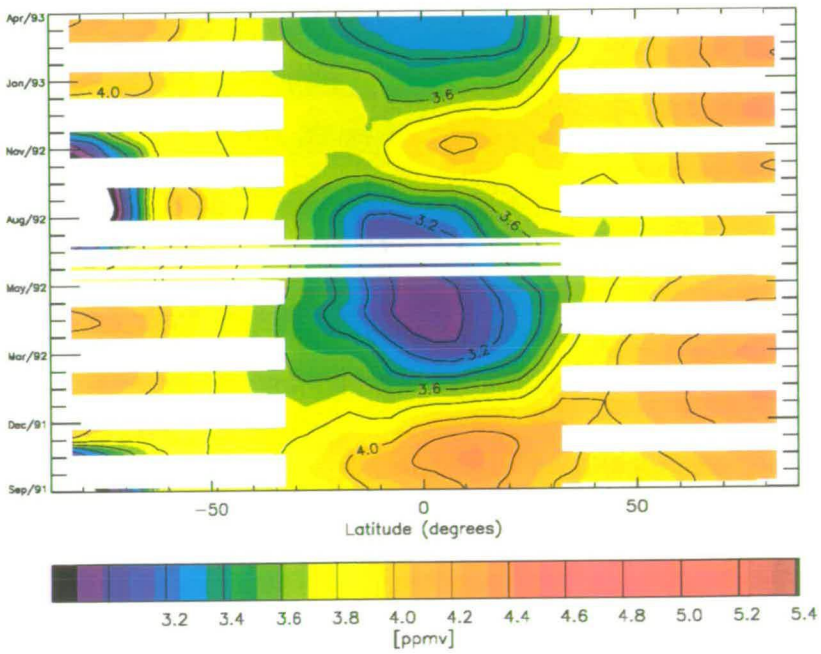 Apr/93
Jan/93
4.0
3.6
Nov/92
Aug/92
3.2
3.6
May/92
Mar/92
3.2
3.6
Dec/91
4.0
Sep/91
-50 0 50
Latitude (degrees)
3.2 3.4 3.6 3.8 4.0 4.2 4.4 4.6 4.8 5.0 5.2 5.4
[ppmv]